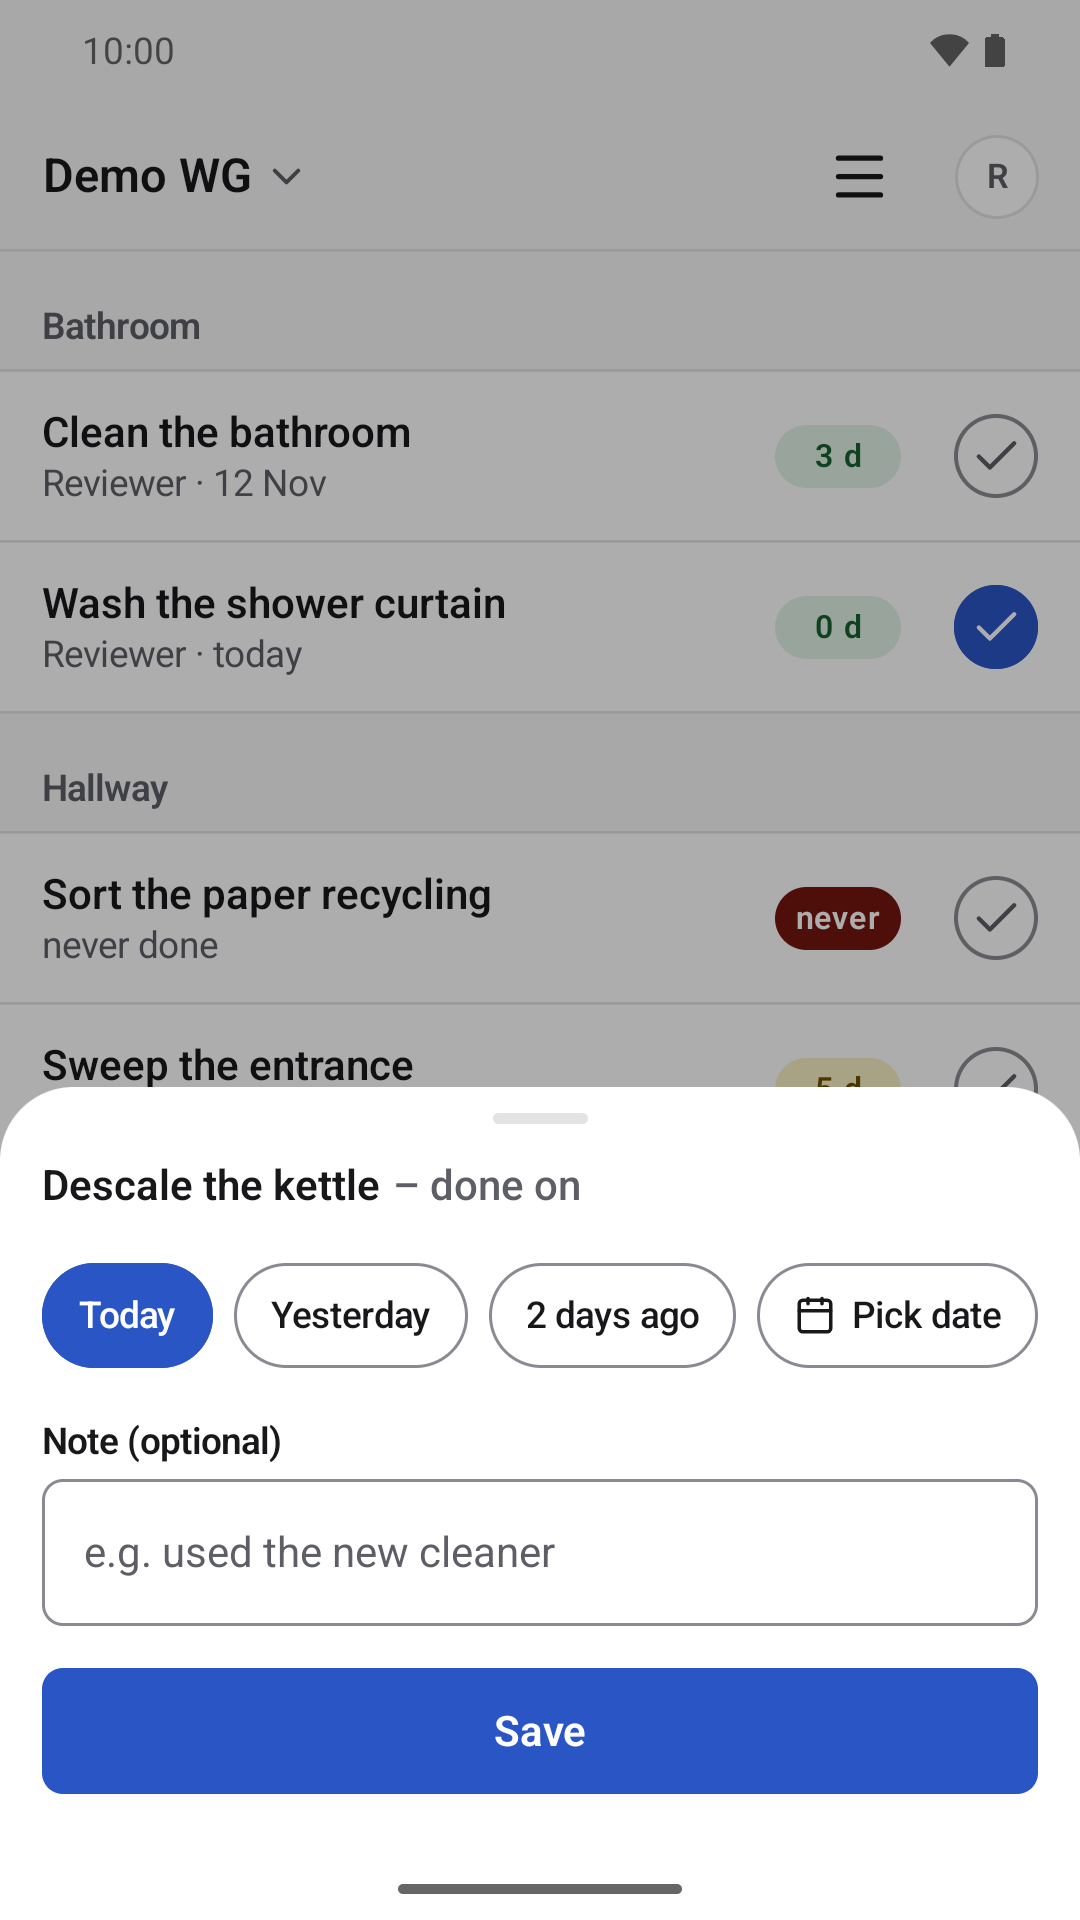 10:00
Demo WG
R
Bathroom
Clean the bathroom
Reviewer · 12 Nov
3 d
Wash the shower curtain
Reviewer · today
0 d
Hallway
Sort the paper recycling
never done
never
Sweep the entrance
5 d
Descale the kettle – done on
Today
Yesterday
2 days ago
Pick date
Note (optional)
e.g. used the new cleaner
Save